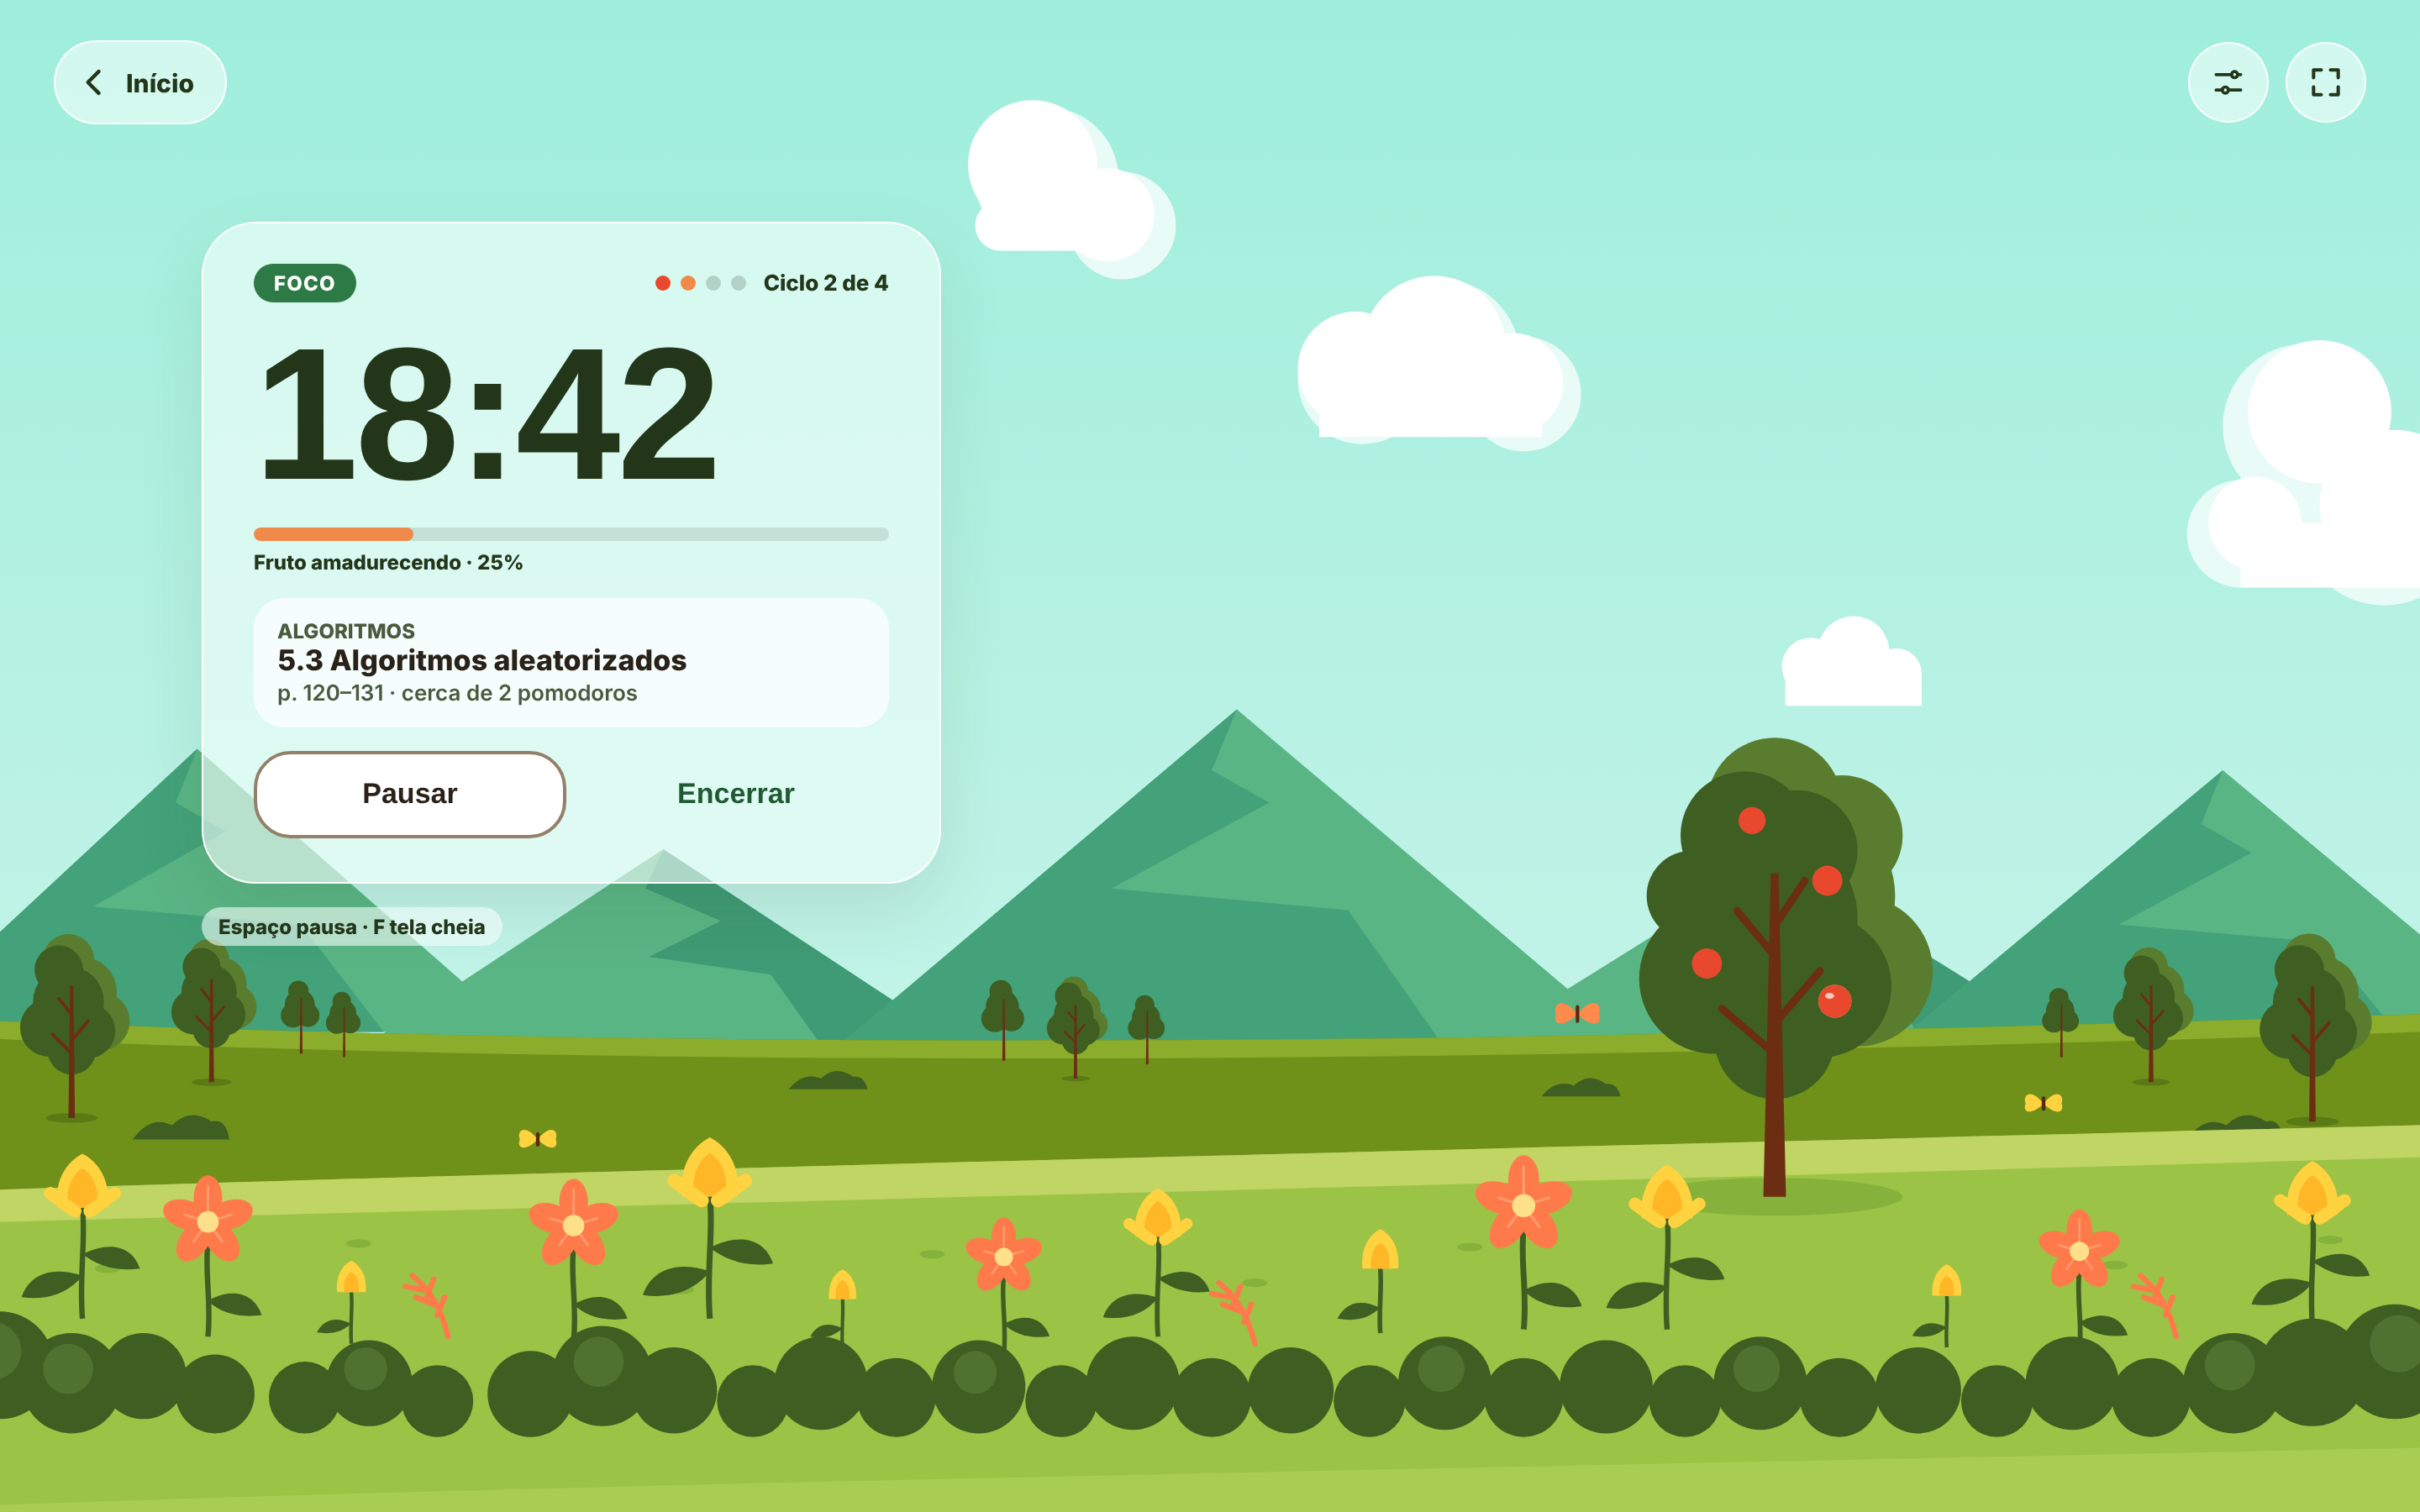 Início
FOCO
Ciclo 2 de 4
18:42
Fruto amadurecendo · 25%
ALGORITMOS
5.3 Algoritmos aleatorizados
p. 120–131 · cerca de 2 pomodoros
Pausar
Encerrar
Espaço pausa · F tela cheia